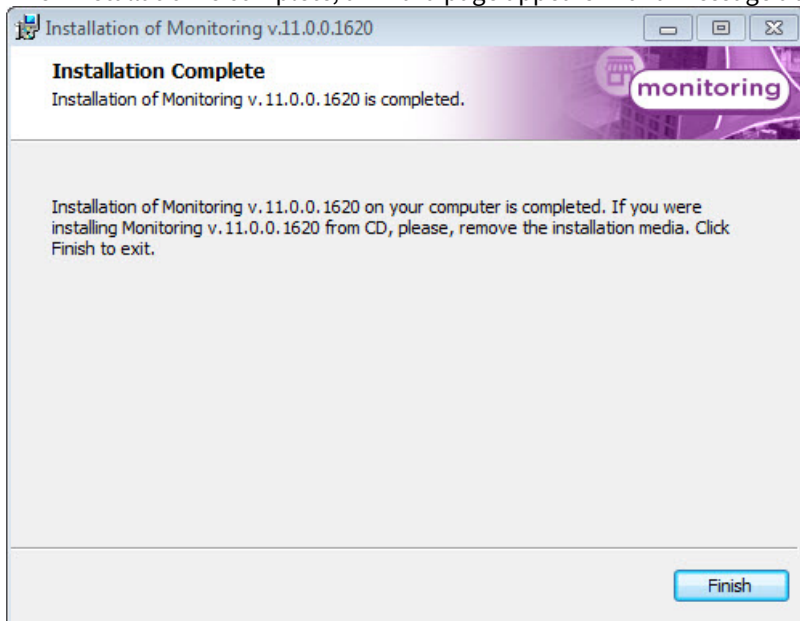 Installation of Monitoring v.11.0.0.1620
Installation Complete
Installation of Monitoring v.11.0.0.1620 is completed.
monitoring
Installation of Monitoring v.11.0.0.1620 on your computer is completed. If you were
installing Monitoring v.11.0.0.1620 from CD, please, remove the installation media. Click
Finish to exit.
Finish